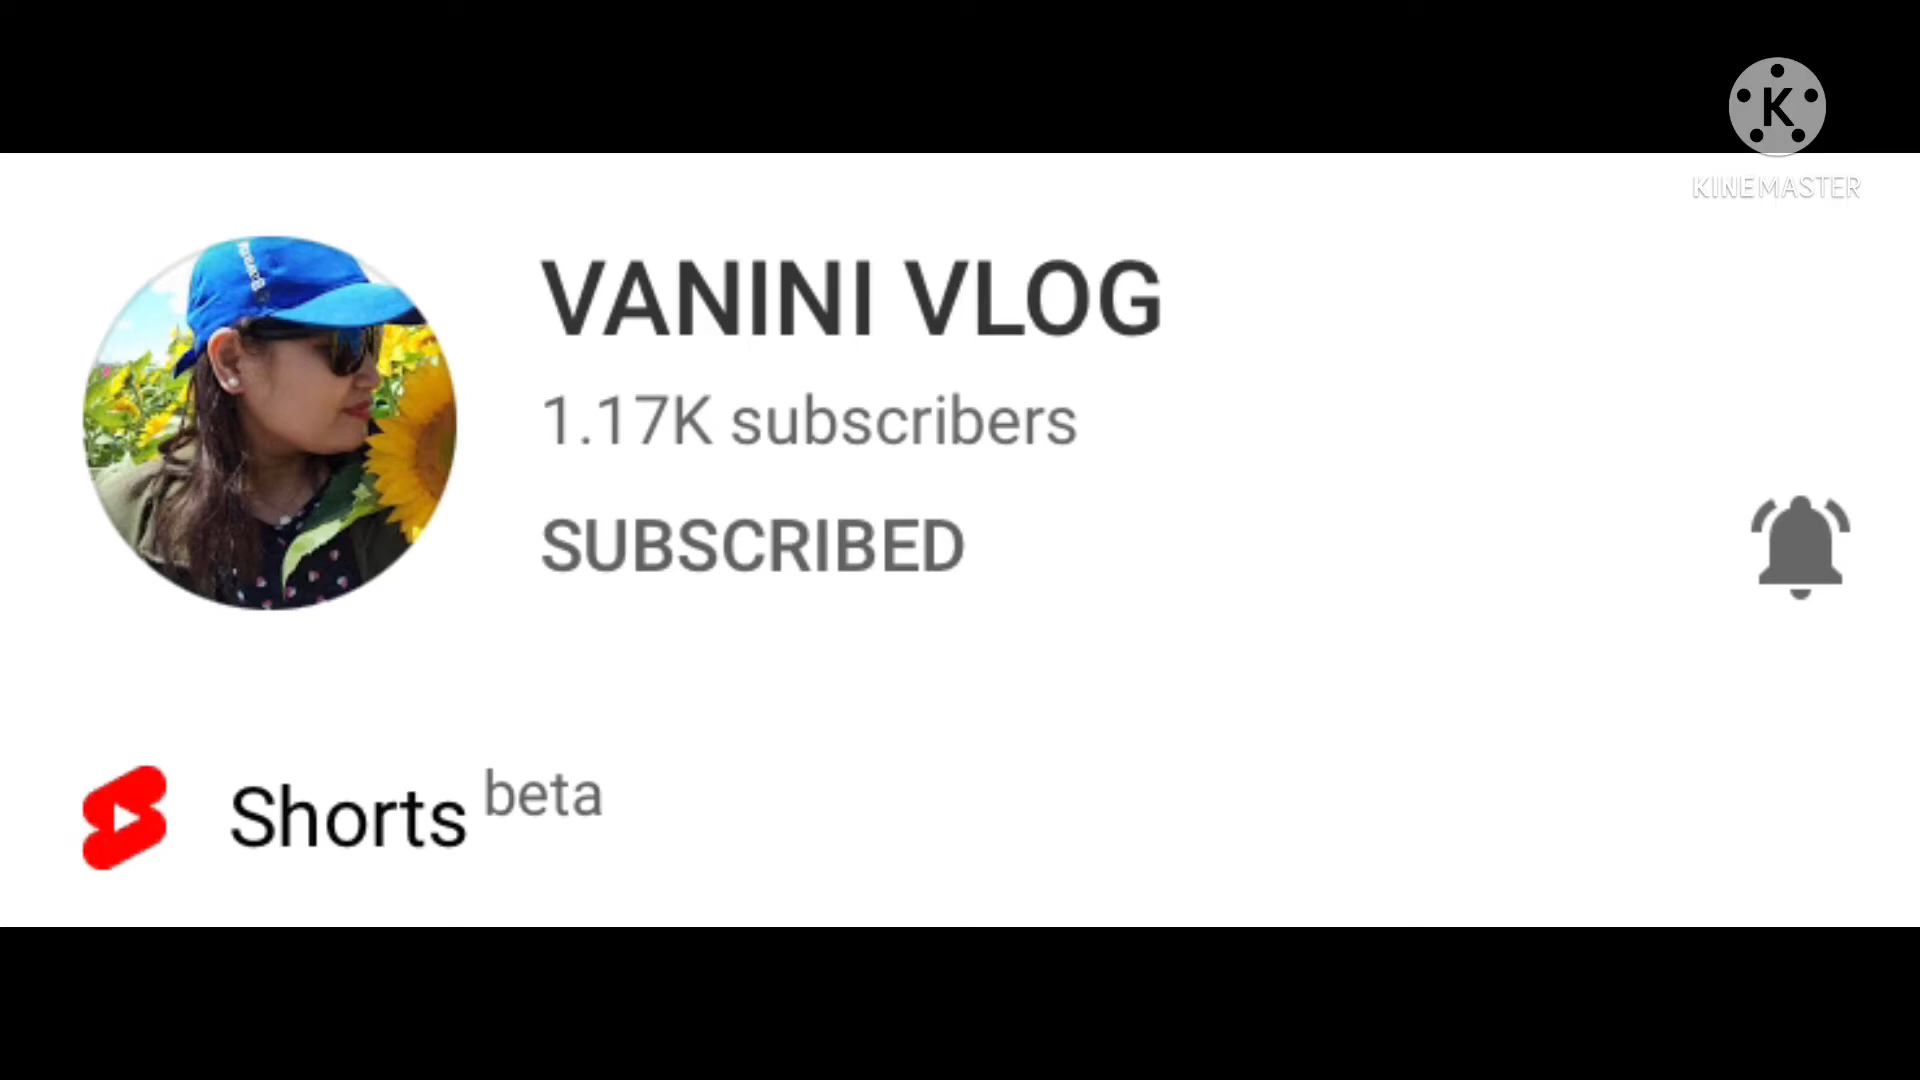 K
KINEMASTER
VANINI VLOG
1.17K subscribers
SUBSCRIBED
Shorts beta